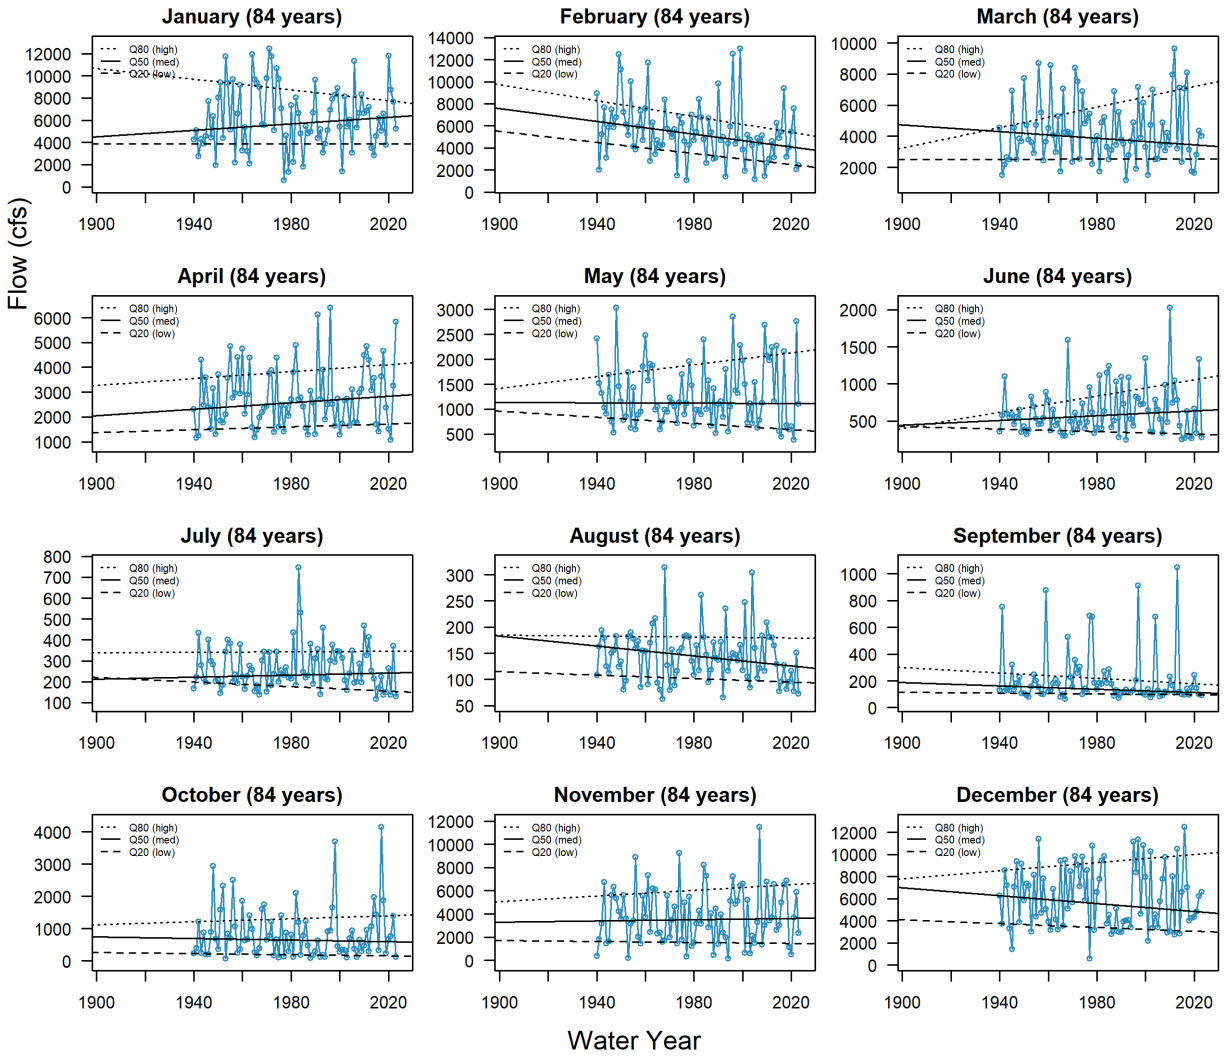 January (84 years)
Q80 (high)
Q50 (med)
Q20 (low)
12000
10000
8000
6000
4000
2000
0
1900
1940
1980
2020
February (84 years)
Q80 (high)
Q50 (med)
Q20 (low)
14000
12000
10000
8000
6000
4000
2000
0
1900
1940
1980
2020
March (84 years)
Q80 (high)
Q50 (med)
Q20 (low)
10000
8000
6000
4000
2000
1900
1940
1980
2020
Flow (cfs)
April (84 years)
Q80 (high)
Q50 (med)
Q20 (low)
6000
5000
4000
3000
2000
1000
1900
1940
1980
2020
May (84 years)
Q80 (high)
Q50 (med)
Q20 (low)
3000
2500
2000
1500
1000
500
1900
1940
1980
2020
June (84 years)
Q80 (high)
Q50 (med)
Q20 (low)
2000
1500
1000
500
1900
1940
1980
2020
July (84 years)
Q80 (high)
Q50 (med)
Q20 (low)
800
700
600
500
400
300
200
100
1900
1940
1980
2020
August (84 years)
Q80 (high)
Q50 (med)
Q20 (low)
300
250
200
150
100
50
1900
1940
1980
2020
September (84 years)
Q80 (high)
Q50 (med)
Q20 (low)
1000
800
600
400
200
0
1900
1940
1980
2020
October (84 years)
Q80 (high)
Q50 (med)
Q20 (low)
4000
3000
2000
1000
0
1900
1940
1980
2020
November (84 years)
Q80 (high)
Q50 (med)
Q20 (low)
12000
10000
8000
6000
4000
2000
0
1900
1940
1980
2020
December (84 years)
Q80 (high)
Q50 (med)
Q20 (low)
12000
10000
8000
6000
4000
2000
0
1900
1940
1980
2020
Water Year